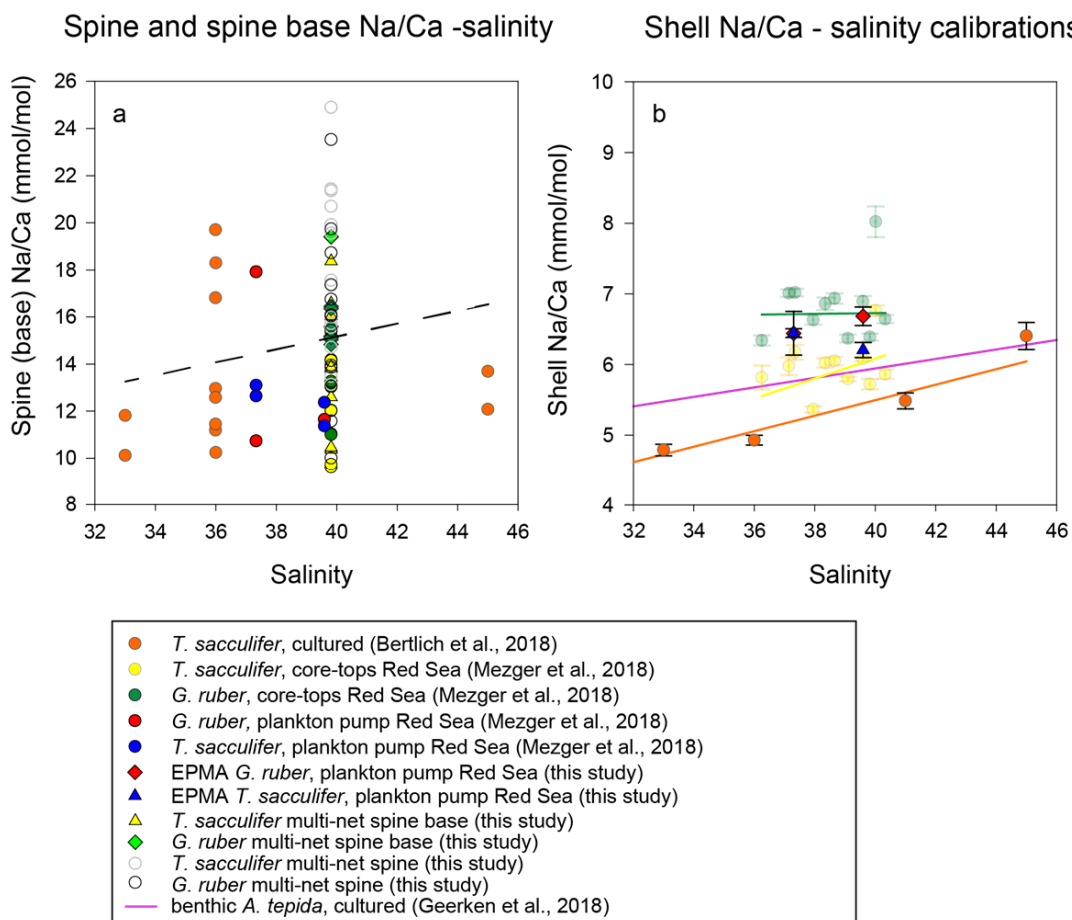 Spine and spine base Na/Ca -salinity
Shell Na/Ca - salinity calibrations
a
26
24
22
20
18
16
14
12
10
8
Spine (base) Na/Ca (mmol/mol)
32 34 36 38 40 42 44 46
Salinity
b
10
9
8
7
6
5
4
Shell Na/Ca (mmol/mol)
32 34 36 38 40 42 44 46
Salinity
T. sacculifer, cultured (Bertlich et al., 2018)
T. sacculifer, core-tops Red Sea (Mezger et al., 2018)
G. ruber, core-tops Red Sea (Mezger et al., 2018)
G. ruber, plankton pump Red Sea (Mezger et al., 2018)
T. sacculifer, plankton pump Red Sea (Mezger et al., 2018)
EPMA G. ruber, plankton pump Red Sea (this study)
EPMA T. sacculifer, plankton pump Red Sea (this study)
T. sacculifer multi-net spine base (this study)
G. ruber multi-net spine base (this study)
T. sacculifer multi-net spine (this study)
G. ruber multi-net spine (this study)
benthic A. tepida, cultured (Geerken et al., 2018)